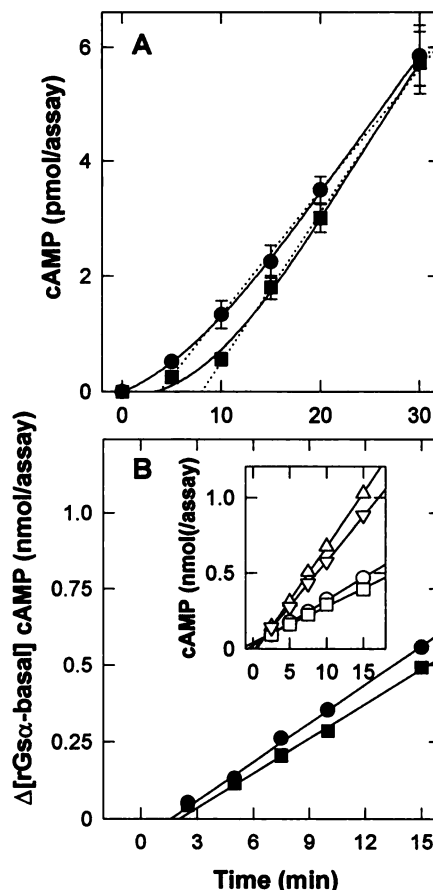 A
cAMP (pmol/assay)
6
4
2
0
0
10
20
30
B
Δ[rGsα-basal] cAMP (nmol/assay)
1.0
0.75
0.5
0.25
0
cAMP (nmol(/assay)
1.0
0.5
0
0 5 10 15
0 3 6 9 12 15
Time (min)